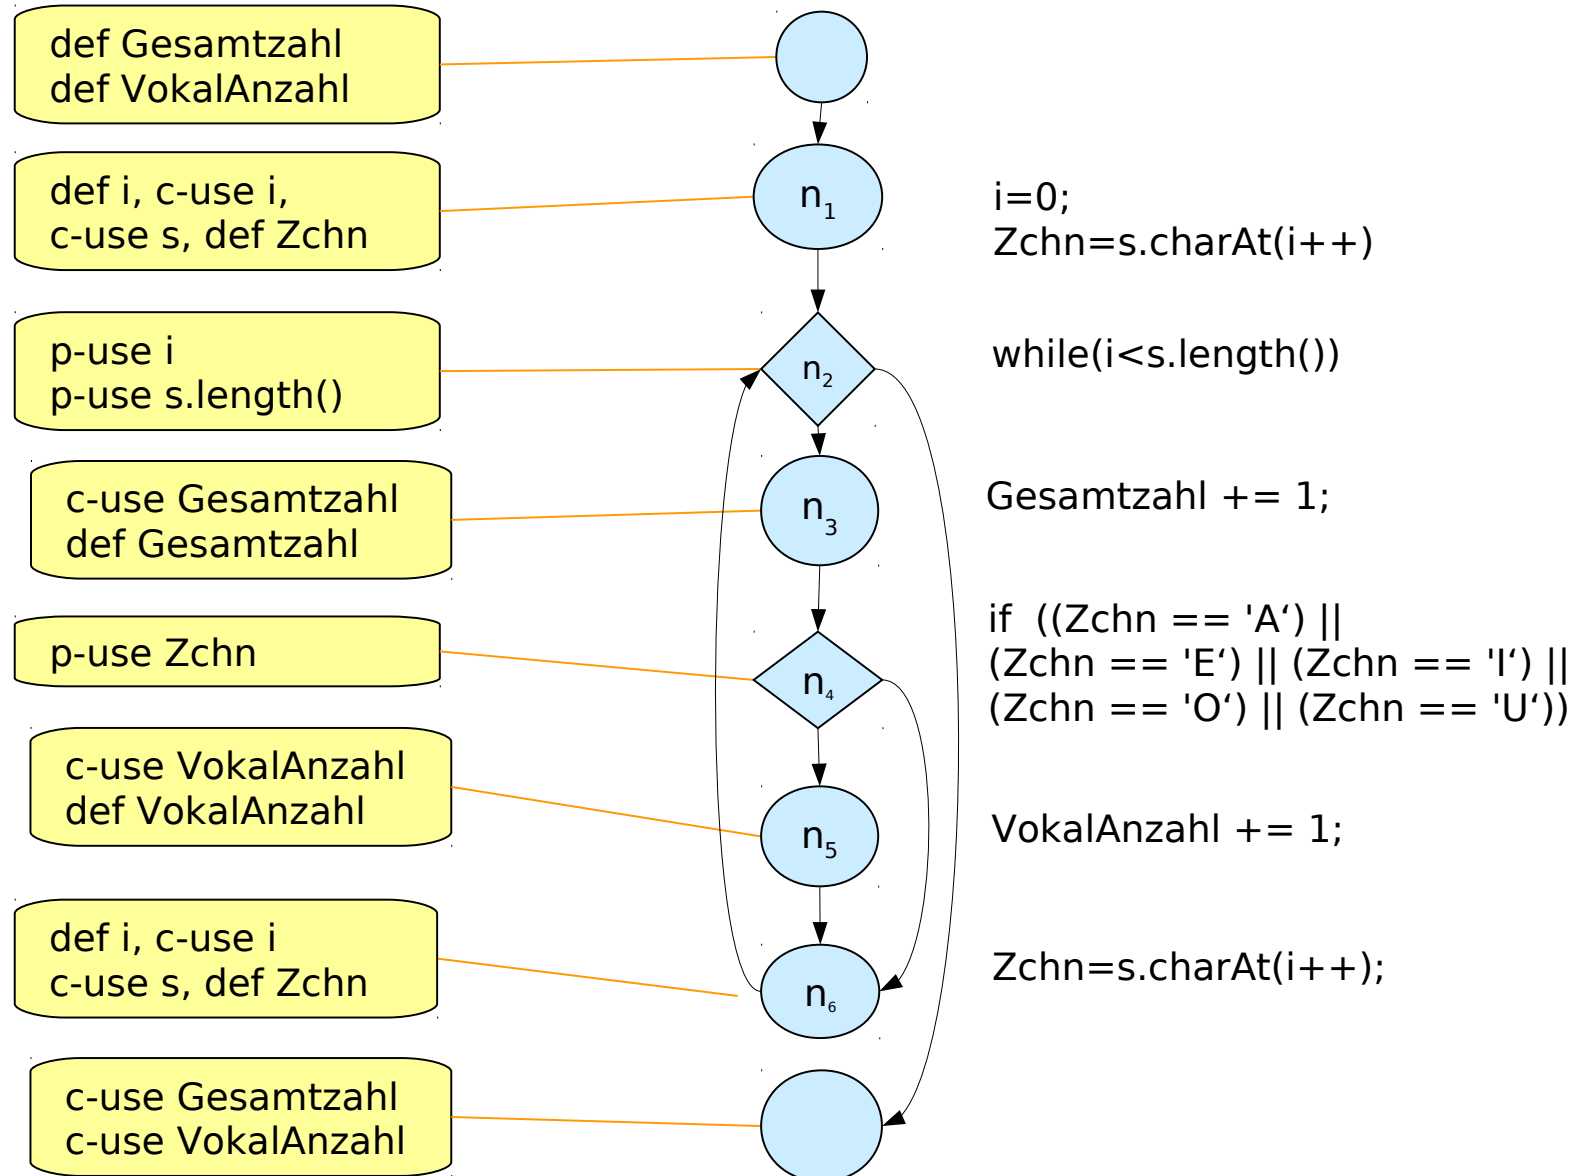 def Gesamtzahl
def VokalAnzahl
def i, c-use i,
c-use s, def Zchn
n1
i=0;
Zchn=s.charAt(i++)
p-use i
p-use s.length()
n2
while(i<s.length())
c-use Gesamtzahl
def Gesamtzahl
n3
Gesamtzahl += 1;
p-use Zchn
n4
if  ((Zchn == 'A‘) ||
(Zchn == 'E‘) || (Zchn == 'I‘) ||
(Zchn == 'O‘) || (Zchn == 'U‘))
c-use VokalAnzahl
def VokalAnzahl
n5
VokalAnzahl += 1;
def i, c-use i
c-use s, def Zchn
n6
Zchn=s.charAt(i++);
c-use Gesamtzahl
c-use VokalAnzahl